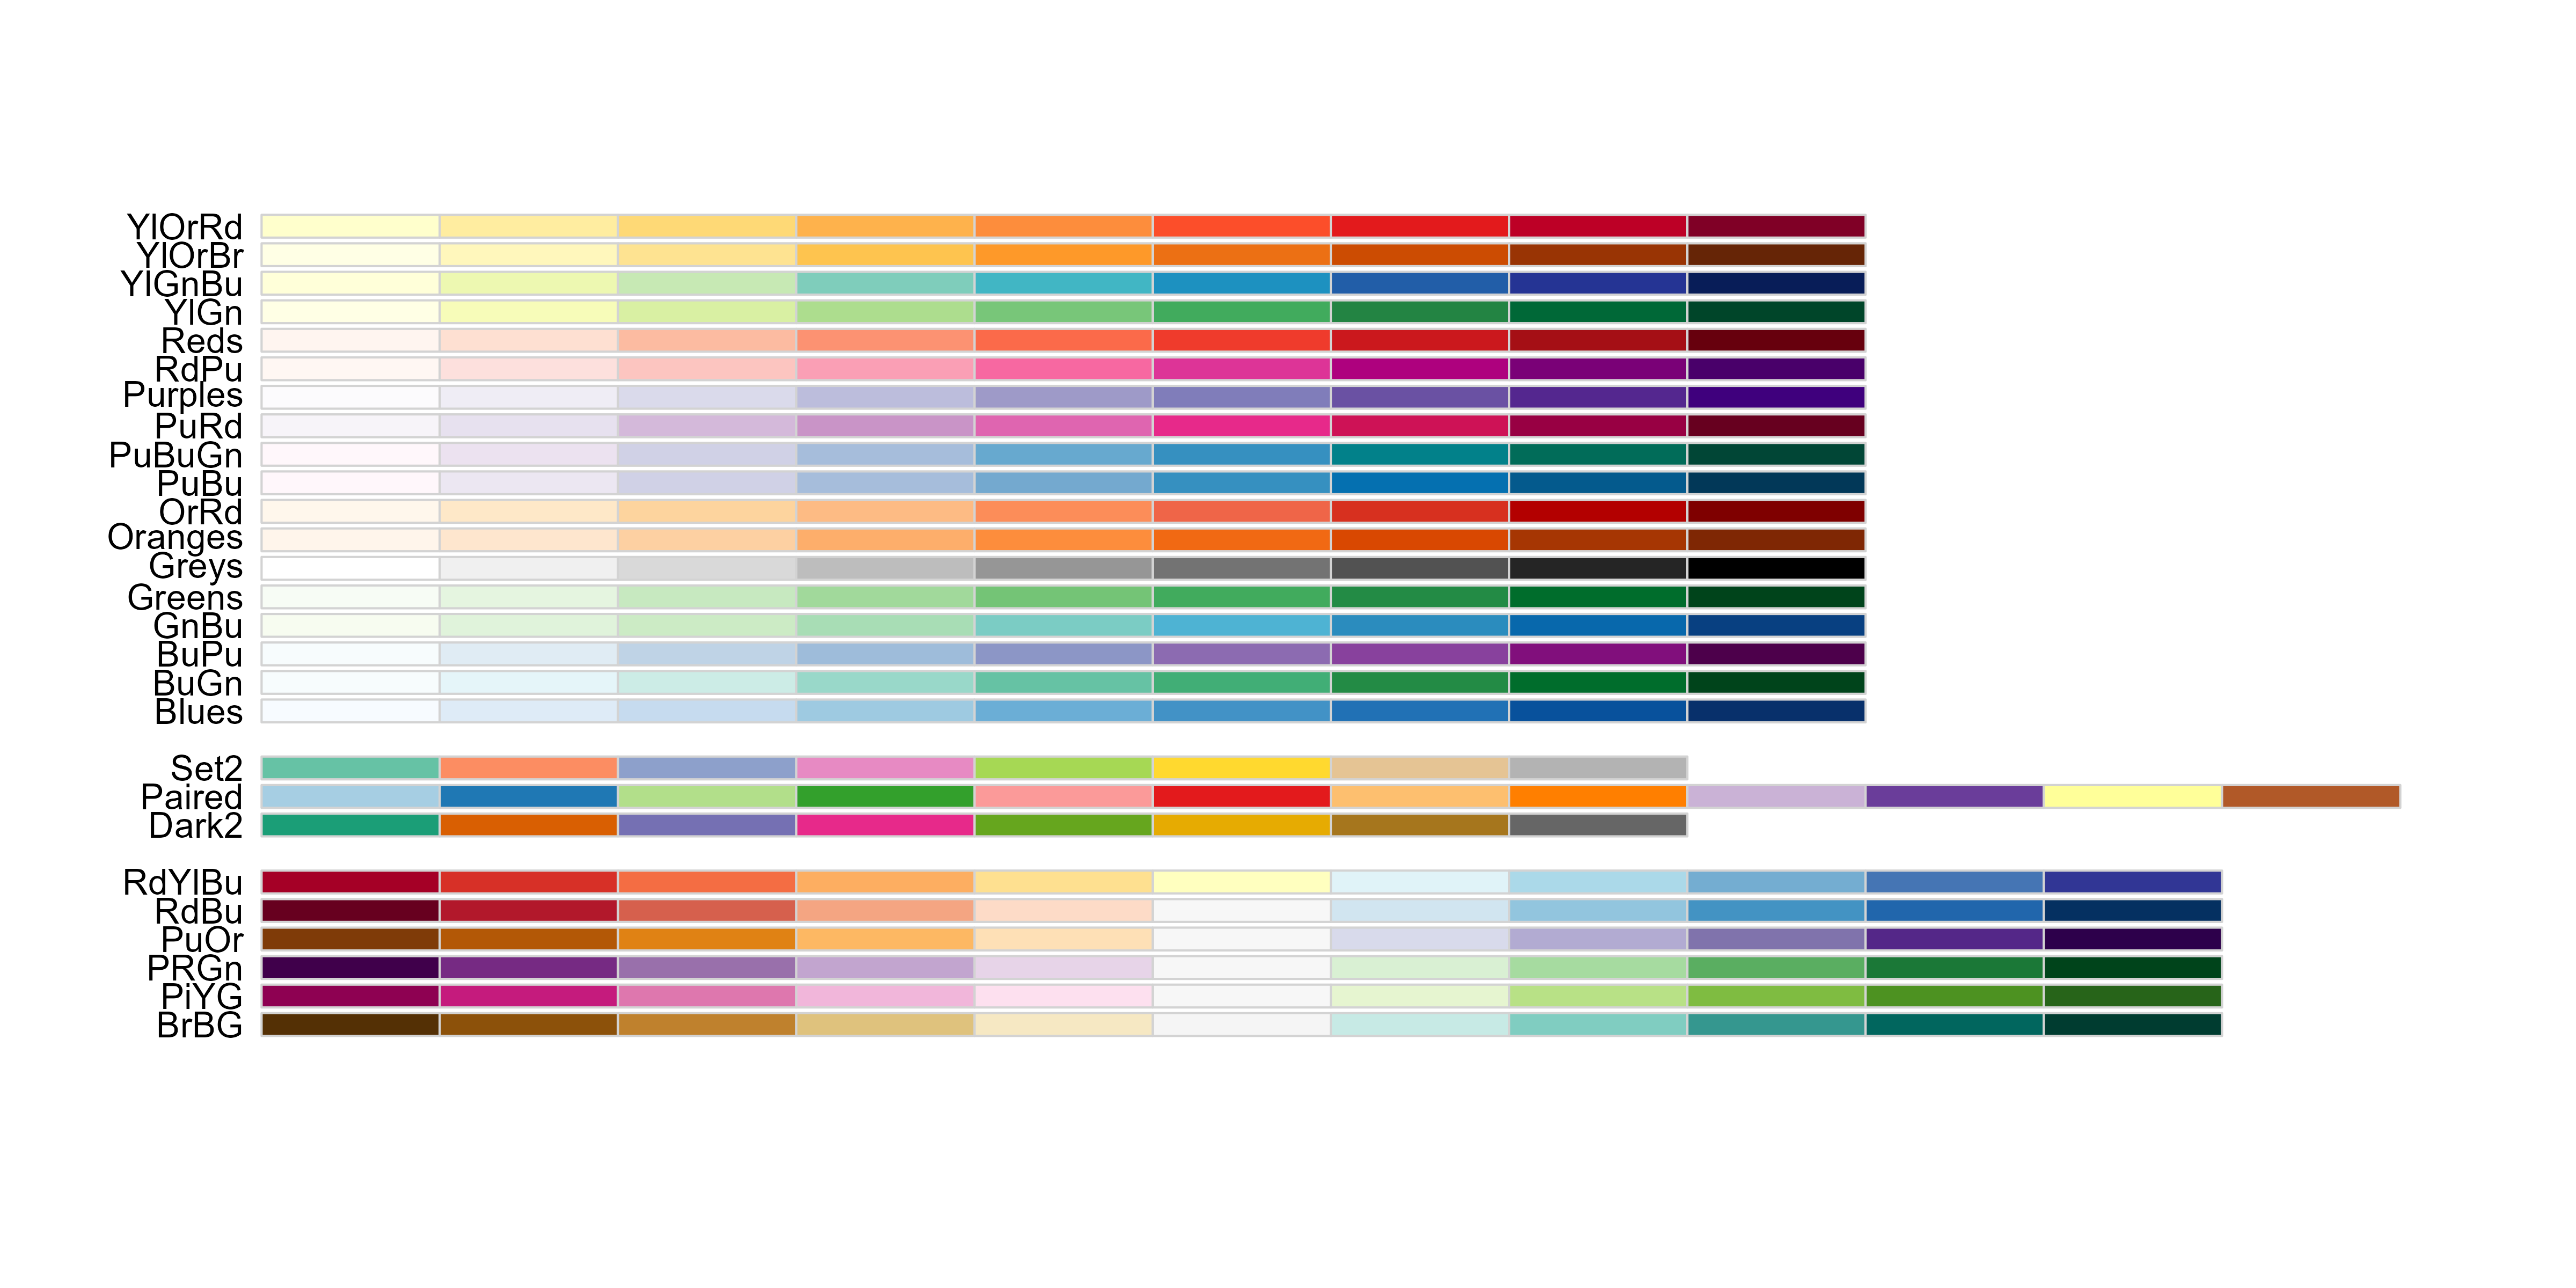 YlOrRd
YlOrBr
YlGnBu
YlGn
Reds
RdPu
Purples
PuRd
PuBuGn
PuBu
OrRd
Oranges
Greys
Greens
GnBu
BuPu
BuGn
Blues
Set2
Paired
Dark2
RdYlBu
RdBu
PuOr
PRGn
PiYG
BrBG